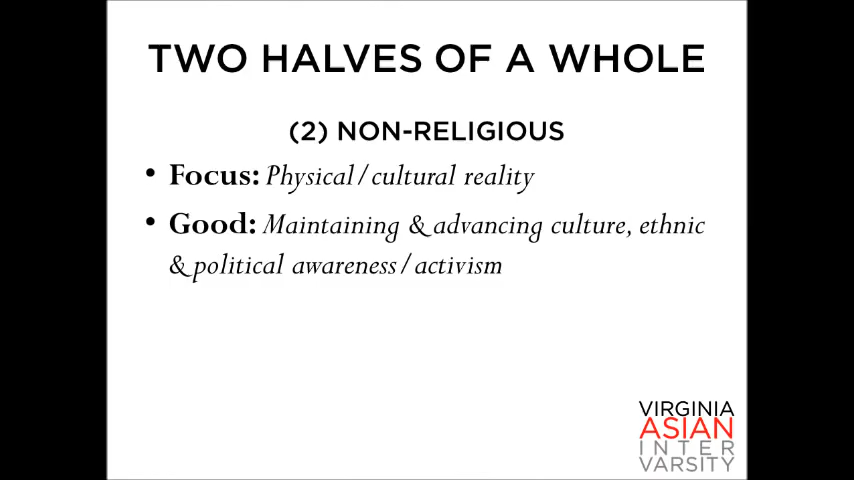 TWO HALVES OF A WHOLE
(2) NON-RELIGIOUS
• Focus: Physical/cultural reality
• Good: Maintaining & advancing culture, ethnic
& political awareness/activism
VIRGINIA
ASIAN
INTER
VARSITY